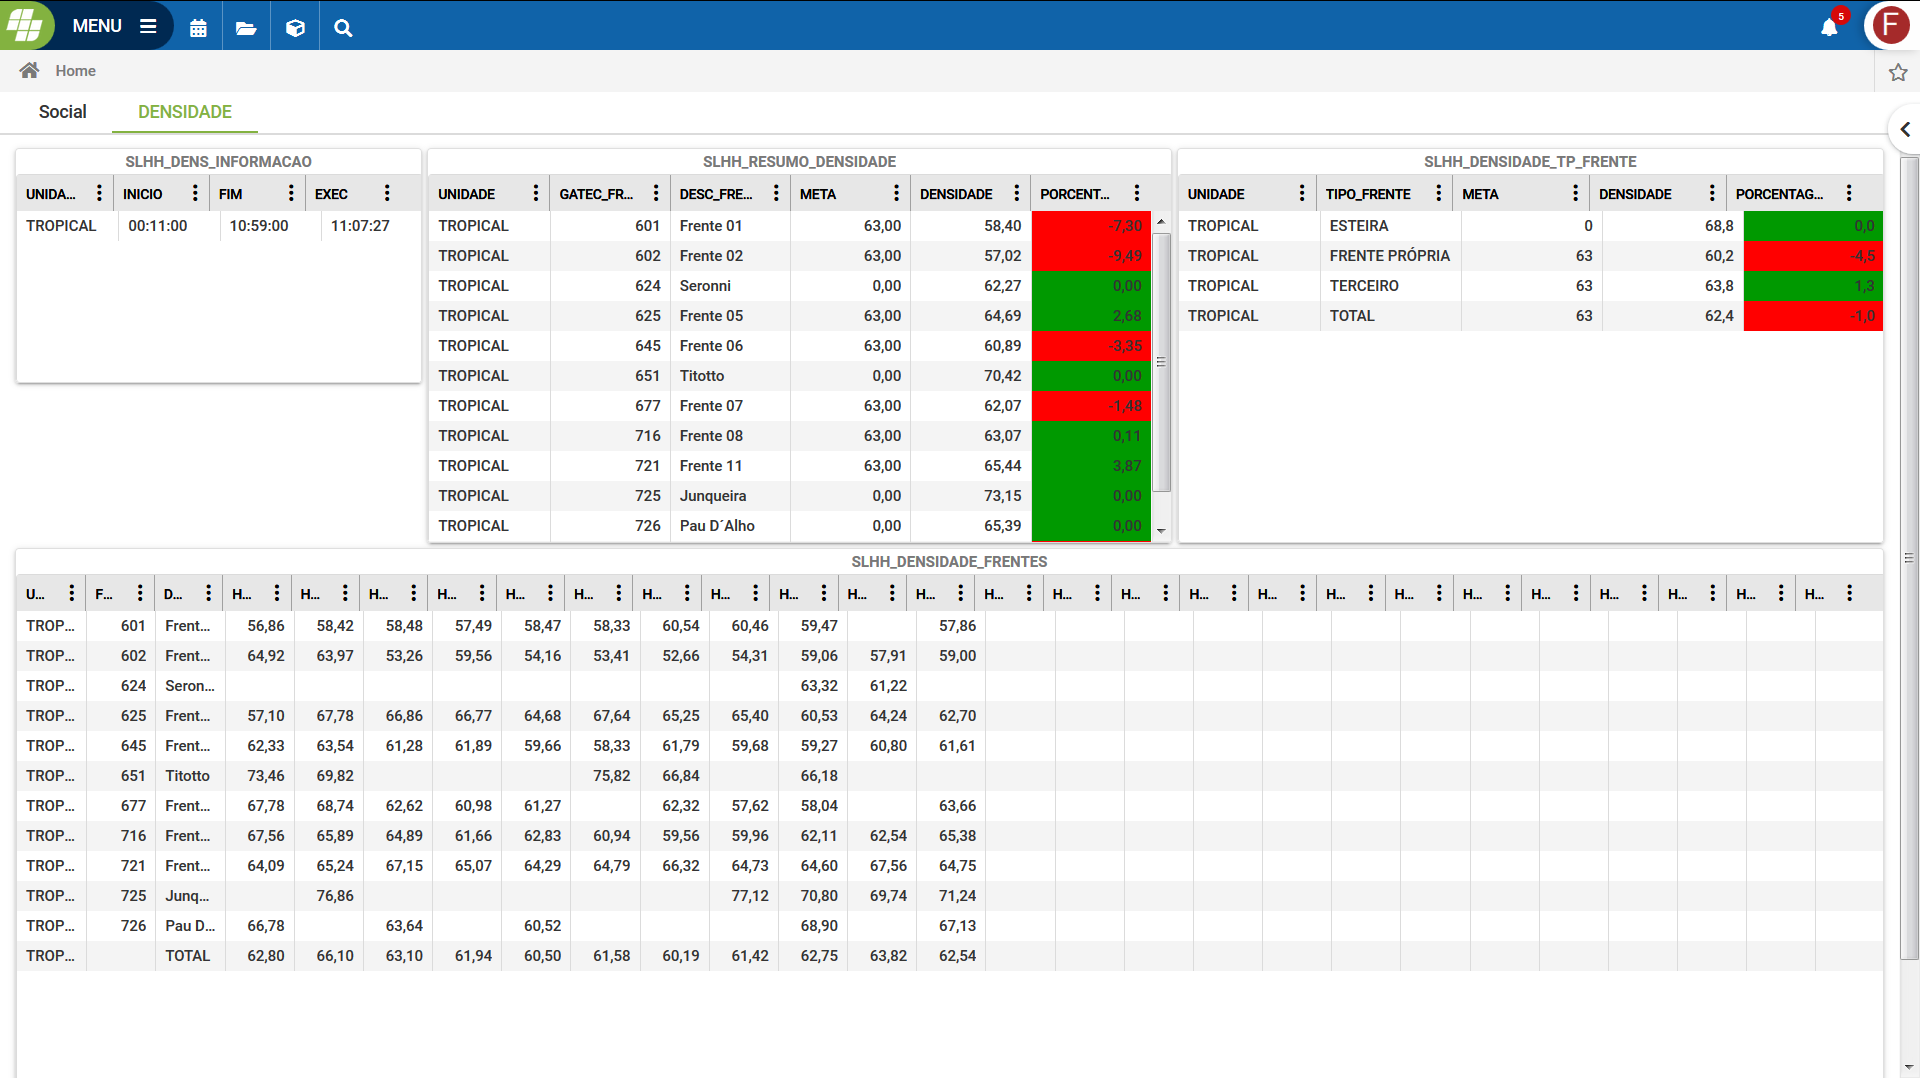 MENU
5
F
Home
Social DENSIDADE
SLHH_DENS_INFORMACAO
UNIDA... INICIO FIM EXEC
TROPICAL 00:11:00 10:59:00 11:07:27
SLHH_RESUMO_DENSIDADE
UNIDADE GATEC_FR... DESC_FRE... META DENSIDADE PORCENT...
TROPICAL 601 Frente 01 63,00 58,40 -7,30
TROPICAL 602 Frente 02 63,00 57,02 -9,49
TROPICAL 624 Seronni 0,00 62,27 0,00
TROPICAL 625 Frente 05 63,00 64,69 2,68
TROPICAL 645 Frente 06 63,00 60,89 -3,35
TROPICAL 651 Titotto 0,00 70,42 0,00
TROPICAL 677 Frente 07 63,00 62,07 -1,48
TROPICAL 716 Frente 08 63,00 63,07 0,11
TROPICAL 721 Frente 11 63,00 65,44 3,87
TROPICAL 725 Junqueira 0,00 73,15 0,00
TROPICAL 726 Pau D´Alho 0,00 65,39 0,00
SLHH_DENSIDADE_TP_FRENTE
UNIDADE TIPO_FRENTE META DENSIDADE PORCENTAG...
TROPICAL ESTEIRA 0 68,8 0,0
TROPICAL FRENTE PRÓPRIA 63 60,2 -4,5
TROPICAL TERCEIRO 63 63,8 1,3
TROPICAL TOTAL 63 62,4 -1,0
SLHH_DENSIDADE_FRENTES
U... F... D... H... H... H... H... H... H... H... H... H... H... H... H... H... H... H... H... H... H... H... H... H... H... H... H...
TROP... 601 Frent... 56,86 58,42 58,48 57,49 58,47 58,33 60,54 60,46 59,47 57,86
TROP... 602 Frent... 64,92 63,97 53,26 59,56 54,16 53,41 52,66 54,31 59,06 57,91 59,00
TROP... 624 Seron... 63,32 61,22
TROP... 625 Frent... 57,10 67,78 66,86 66,77 64,68 67,64 65,25 65,40 60,53 64,24 62,70
TROP... 645 Frent... 62,33 63,54 61,28 61,89 59,66 58,33 61,79 59,68 59,27 60,80 61,61
TROP... 651 Titotto 73,46 69,82 75,82 66,84 66,18
TROP... 677 Frent... 67,78 68,74 62,62 60,98 61,27 62,32 57,62 58,04 63,66
TROP... 716 Frent... 67,56 65,89 64,89 61,66 62,83 60,94 59,56 59,96 62,11 62,54 65,38
TROP... 721 Frent... 64,09 65,24 67,15 65,07 64,29 64,79 66,32 64,73 64,60 67,56 64,75
TROP... 725 Junq... 76,86 77,12 70,80 69,74 71,24
TROP... 726 Pau D... 66,78 63,64 60,52 68,90 67,13
TROP... TOTAL 62,80 66,10 63,10 61,94 60,50 61,58 60,19 61,42 62,75 63,82 62,54